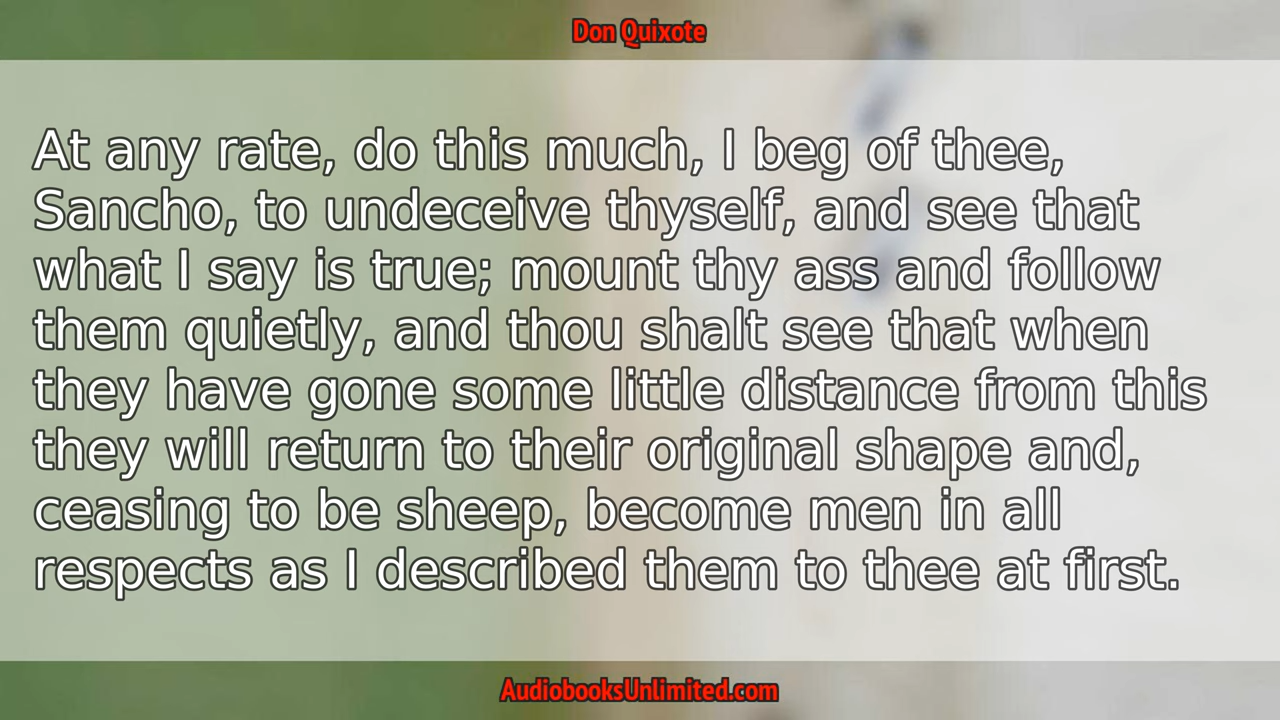 Don Quixote
At any rate, do this much, I beg of thee,
Sancho, to undeceive thyself, and see that
what I say is true; mount thy ass and follow
them quietly, and thou shalt see that when
they have gone some little distance from this
they will return to their original shape and,
ceasing to be sheep, become men in all
respects as I described them to thee at first.
AudiobooksUnlimited.com